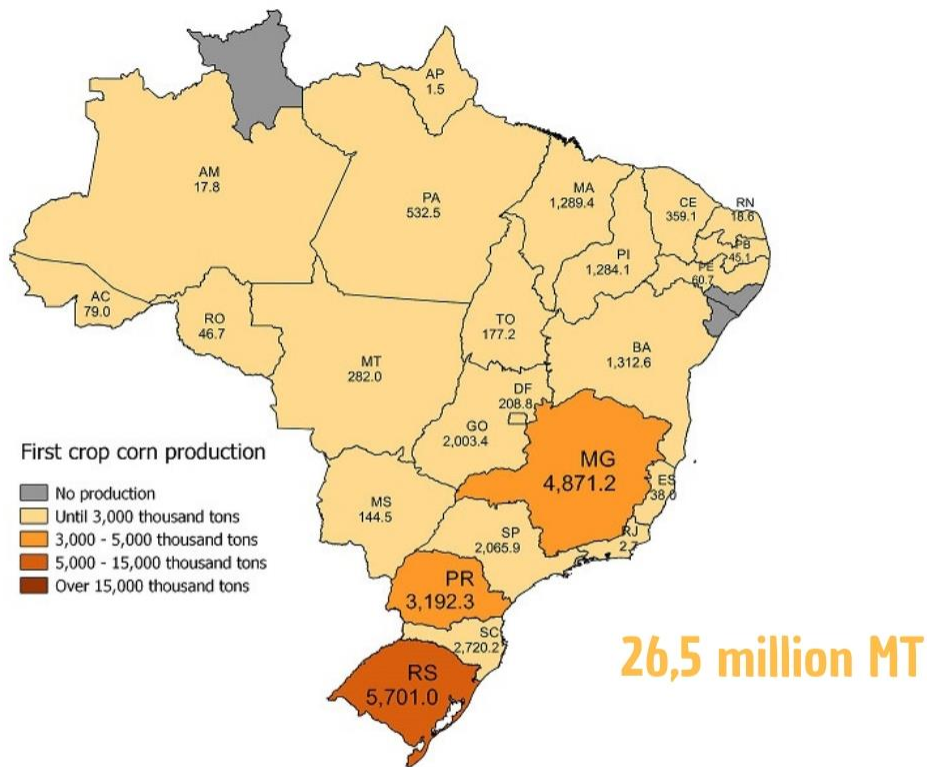 AP
1.5
AM
17.8
PA
532.5
MA
1,289.4
CE
359.1
RN
18.6
PB
45.1
PE
60.7
PI
1,284.1
AC
79.0
RO
46.7
TO
177.2
BA
1,312.6
MT
282.0
DF
208.8
GO
2,003.4
MG
4,871.2
ES
38.0
MS
144.5
SP
2,065.9
RJ
2.7
PR
3,192.3
SC
2,720.2
RS
5,701.0
First crop corn production
No production
Until 3,000 thousand tons
3,000 - 5,000 thousand tons
5,000 - 15,000 thousand tons
Over 15,000 thousand tons
26,5 million MT